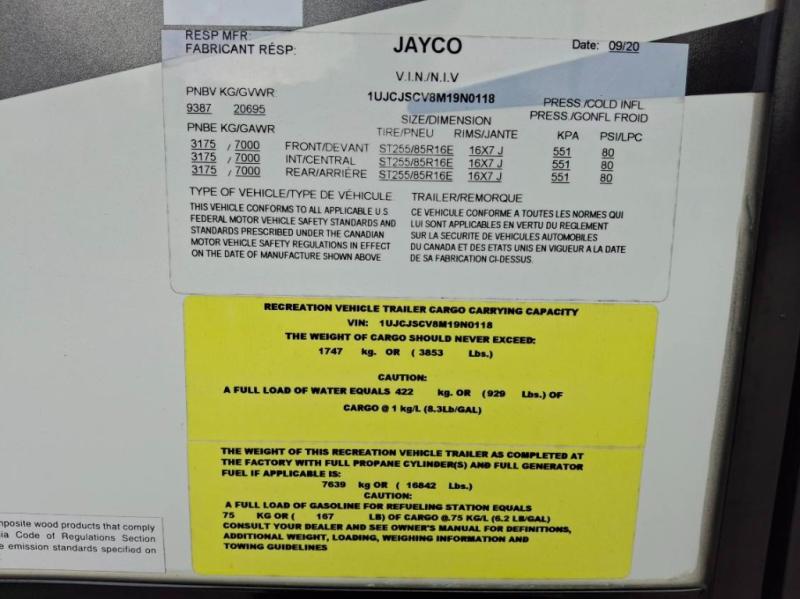 RESP MFR:
FABRICANT RÉSP:
JAYCO
Date: 09/20
V.I.N./N.I.V
PNBV KG/GVWR
1UJCJSCV8M19N0118
9387 20695
PRESS./COLD INFL
PRESS./GONFL FROID
SIZE/DIMENSION
PNBE KG/GAWR
TIRE/PNEU RIMS/JANTE KPA PSI/LPC
3175 / 7000 FRONT/DEVANT ST255/85R16E 16X7 J 551 80
3175 / 7000 INT/CENTRAL ST255/85R16E 16X7 J 551 80
3175 / 7000 REAR/ARRIÈRE ST255/85R16E 16X7 J 551 80
TYPE OF VEHICLE/TYPE DE VÉHICULE TRAILER/REMORQUE
THIS VEHICLE CONFORMS TO ALL APPLICABLE U.S
FEDERAL MOTOR VEHICLE SAFETY STANDARDS AND
STANDARDS PRESCRIBED UNDER THE CANADIAN
MOTOR VEHICLE SAFETY REGULATIONS IN EFFECT
ON THE DATE OF MANUFACTURE SHOWN ABOVE
CE VEHICULE CONFORME A TOUTES LES NORMES QUI
LUI SONT APPLICABLES EN VERTU DU REGLEMENT
SUR LA SECURITE DE VEHICULES AUTOMOBILES
DU CANADA ET DES ETATS UNIS EN VIGUEUR A LA DATE
DE SA FABRICATION CI-DESSUS.
RECREATION VEHICLE TRAILER CARGO CARRYING CAPACITY
VIN: 1UJCJSCV8M19N0118
THE WEIGHT OF CARGO SHOULD NEVER EXCEED:
1747 kg. OR ( 3853 Lbs.)
CAUTION:
A FULL LOAD OF WATER EQUALS 422 kg. OR (929 Lbs.) OF
CARGO @ 1 kg/L (8.3Lb/GAL)
THE WEIGHT OF THIS RECREATION VEHICLE TRAILER AS COMPLETED AT
THE FACTORY WITH FULL PROPANE CYLINDER(S) AND FULL GENERATOR
FUEL IF APPLICABLE IS:
7639 kg OR ( 16842 Lbs.)
CAUTION:
A FULL LOAD OF GASOLINE FOR REFUELING STATION EQUALS
75 KG OR ( 167 LB) OF CARGO @.75 KG/L (6.2 LB/GAL)
CONSULT YOUR DEALER AND SEE OWNER'S MANUAL FOR DEFINITIONS,
ADDITIONAL WEIGHT, LOADING, WEIGHING INFORMATION AND
TOWING GUIDELINES
mposite wood products that comply
ia Code of Regulations Section
e emission standards specified on